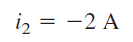 i₂ = −2 A